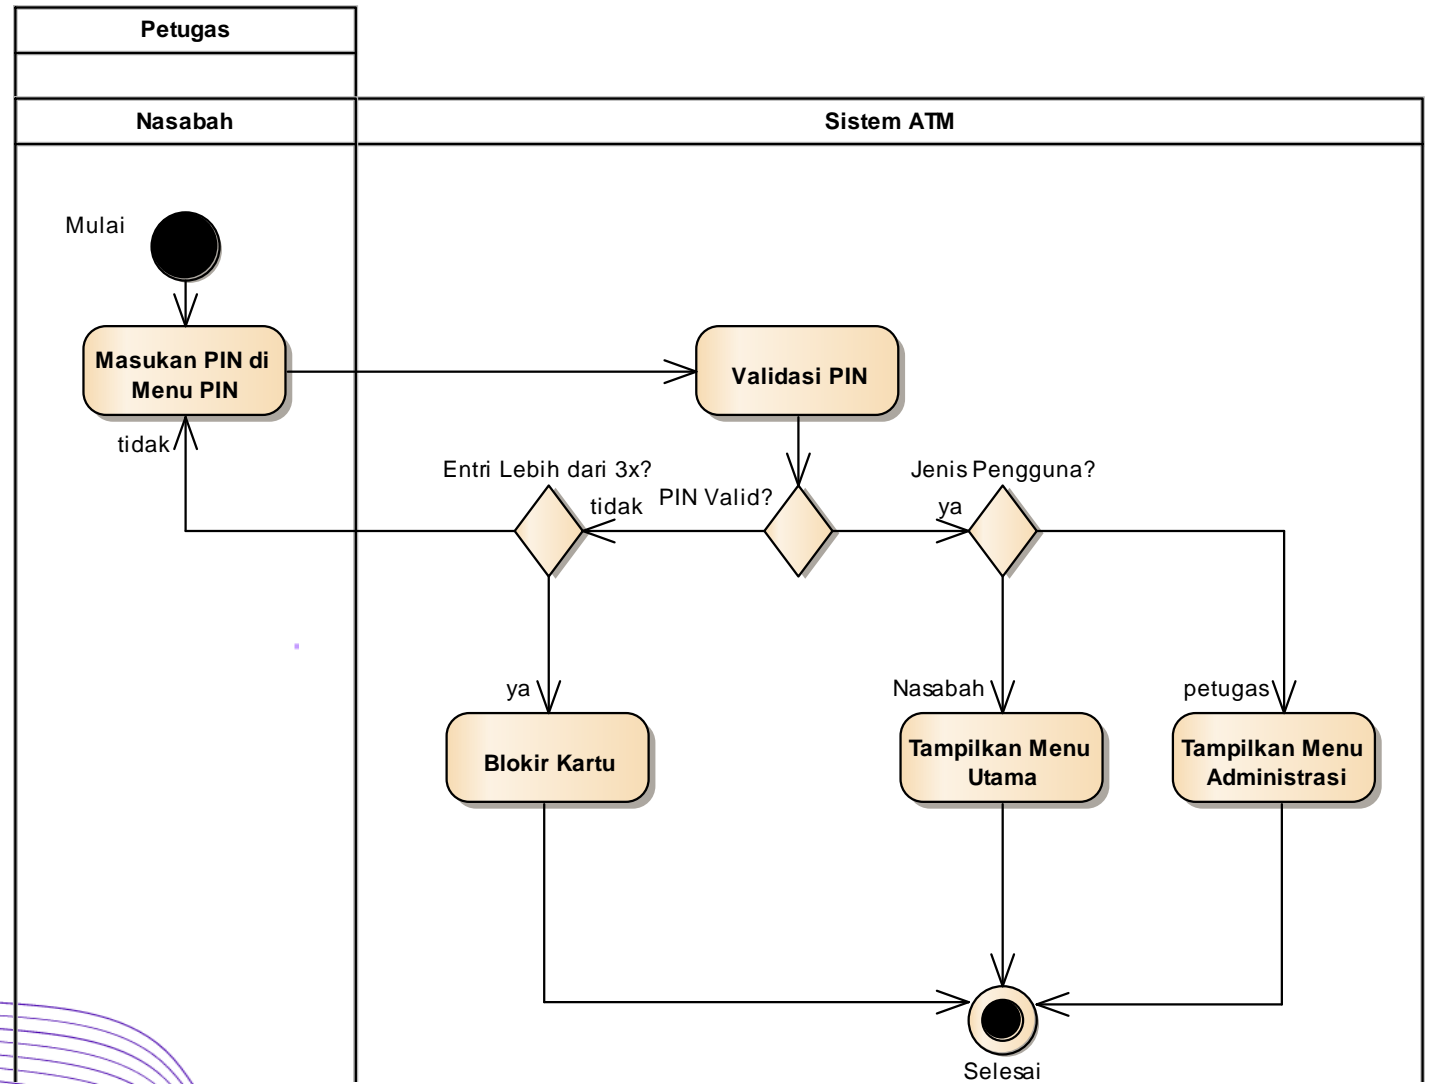 Petugas
Nasabah
Sistem ATM
Mulai
Masukan PIN di
Menu PIN
Validasi PIN
tidak
Entri Lebih dari 3x?
tidak
PIN Valid?
Jenis Pengguna?
ya
ya
Nasabah
petugas
Blokir Kartu
Tampilkan Menu
Utama
Tampilkan Menu
Administrasi
Selesai